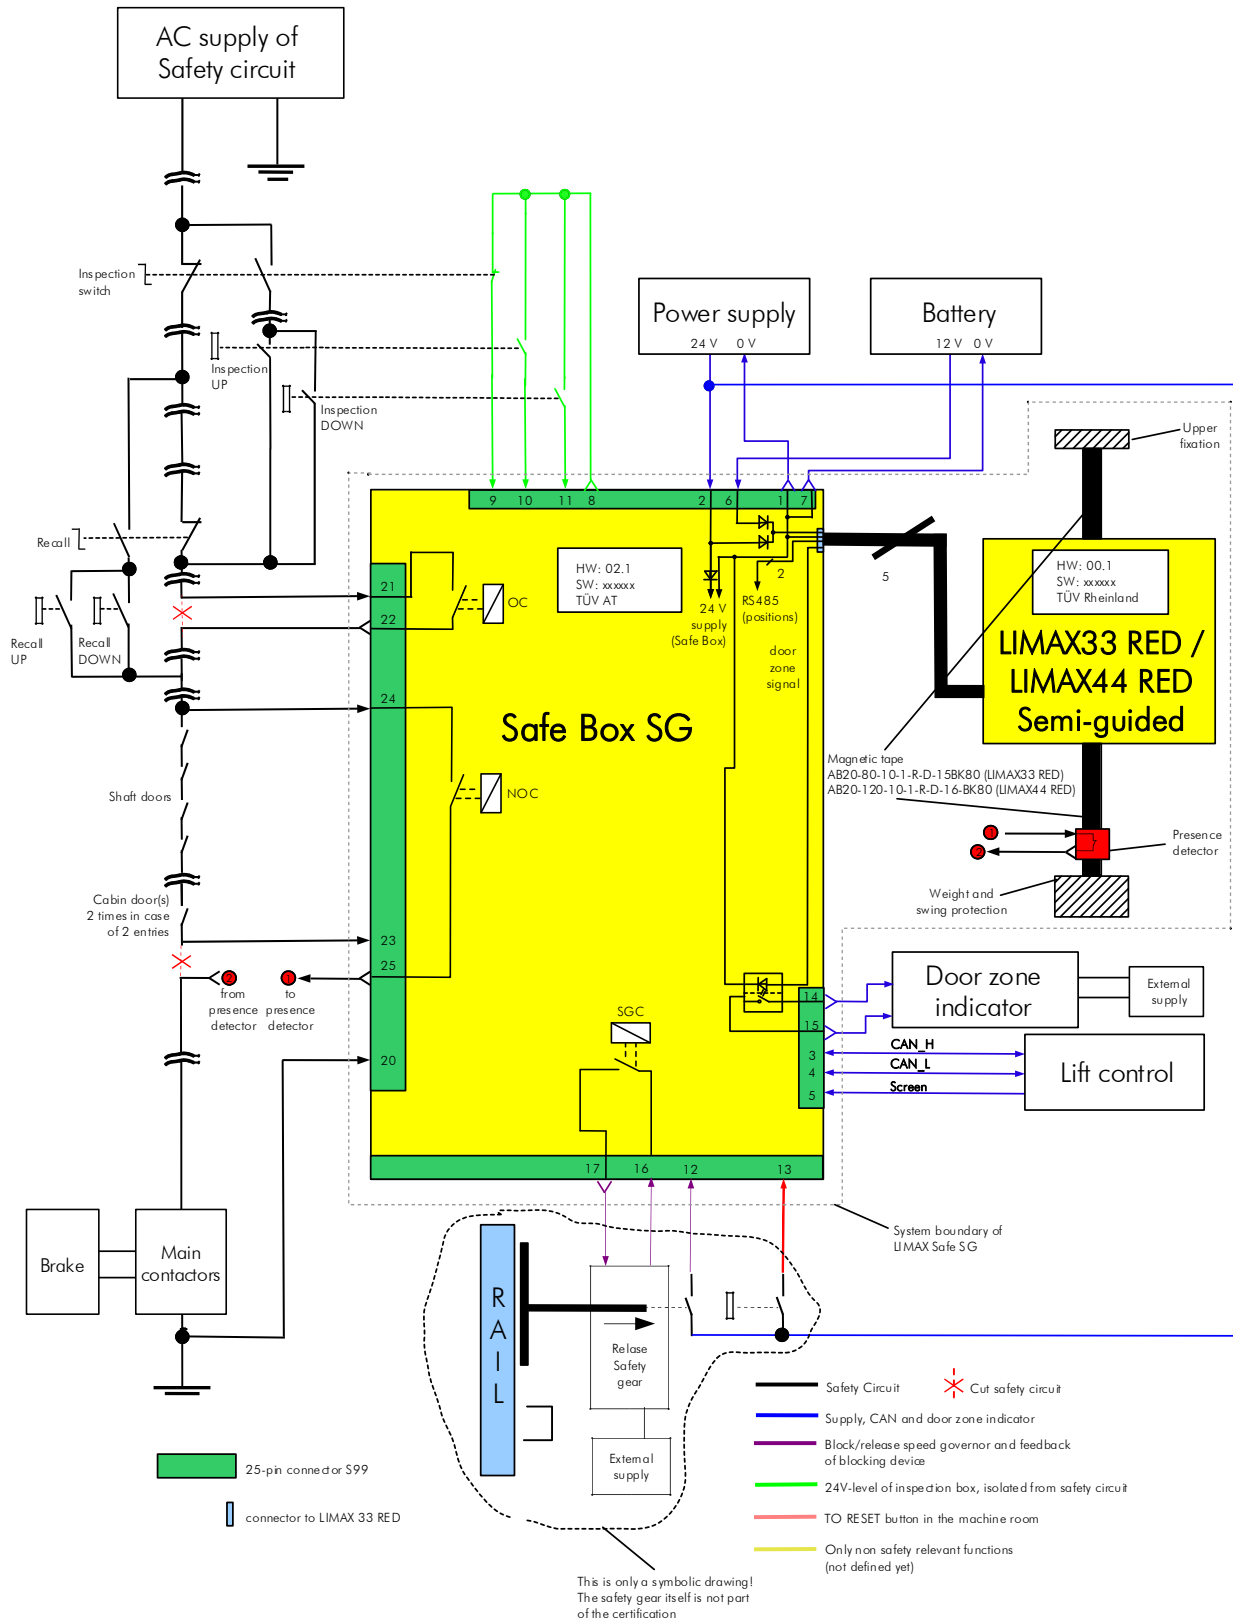 AC supply of
Safety circuit
Inspection
switch
Inspection
UP
Inspection
DOWN
Power supply
24 V 0 V
Battery
12 V 0 V
Upper
fixation
9 10 11 8 2 6 1 7
Recall
Recall
UP
Recall
DOWN
21
22
24
23
25
20
OC
NOC
HW: 02.1
SW: xxxxxx
TÜV AT
24 V
supply
(Safe Box)
RS485
(positions)
2
door
zone
signal
5
HW: 00.1
SW: xxxxxx
TÜV Rheinland
LIMAX33 RED /
LIMAX44 RED
Semi-guided
Safe Box SG
Magnetic tape
AB20-80-10-1-R-D-15BK80 (LIMAX33 RED)
AB20-120-10-1-R-D-16-BK80 (LIMAX44 RED)
1
2
Presence
detector
Weight and
swing protection
Shaft doors
Cabin door(s)
2 times in case
of 2 entries
2
from
presence
detector
1
to
presence
detector
SGC
14
15
3
4
5
Door zone
indicator
External
supply
CAN_H
CAN_L
Screen
Lift control
17 16 12 13
System boundary of
LIMAX Safe SG
Brake
Main
contactors
RAIL
Relase
Safety
gear
External
supply
25-pin connector S99
connector to LIMAX 33 RED
Safety Circuit
Cut safety circuit
Supply, CAN and door zone indicator
Block/release speed governor and feedback
of blocking device
24V-level of inspection box, isolated from safety circuit
TO RESET button in the machine room
Only non safety relevant functions
(not defined yet)
This is only a symbolic drawing!
The safety gear itself is not part
of the certification